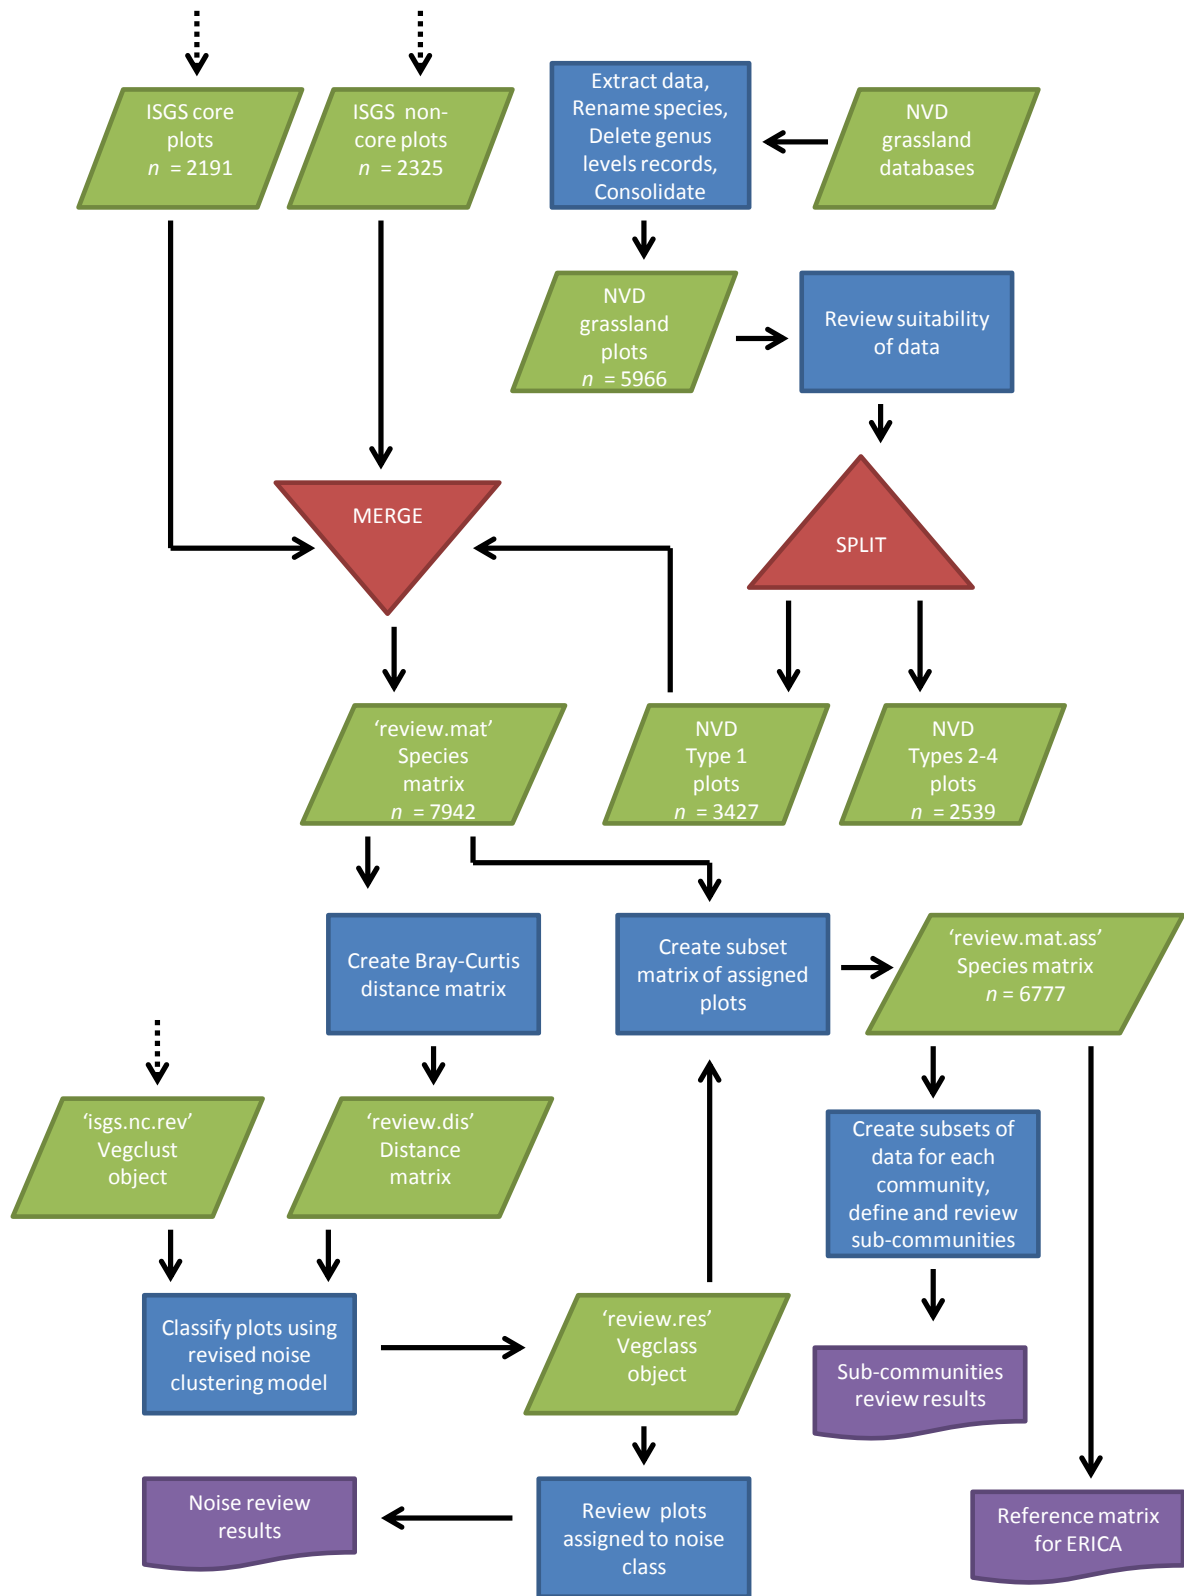 ISGS core
plots
n = 2191
ISGS non-
core plots
n = 2325
Extract data,
Rename species,
Delete genus
levels records,
Consolidate
NVD
grassland
databases
NVD
grassland
plots
n = 5966
Review suitability
of data
MERGE
SPLIT
‘review.mat’
Species
matrix
n = 7942
NVD
Type 1
plots
n = 3427
NVD
Types 2-4
plots
n = 2539
Create Bray-Curtis
distance matrix
Create subset
matrix of assigned
plots
‘review.mat.ass’
Species matrix
n = 6777
‘isgs.nc.rev’
Vegclust
object
‘review.dis’
Distance
matrix
Create subsets of
data for each
community,
define and review
sub-communities
Classify plots using
revised noise
clustering model
‘review.res’
Vegclass
object
Sub-communities
review results
Noise review
results
Review plots
assigned to noise
class
Reference matrix
for ERICA